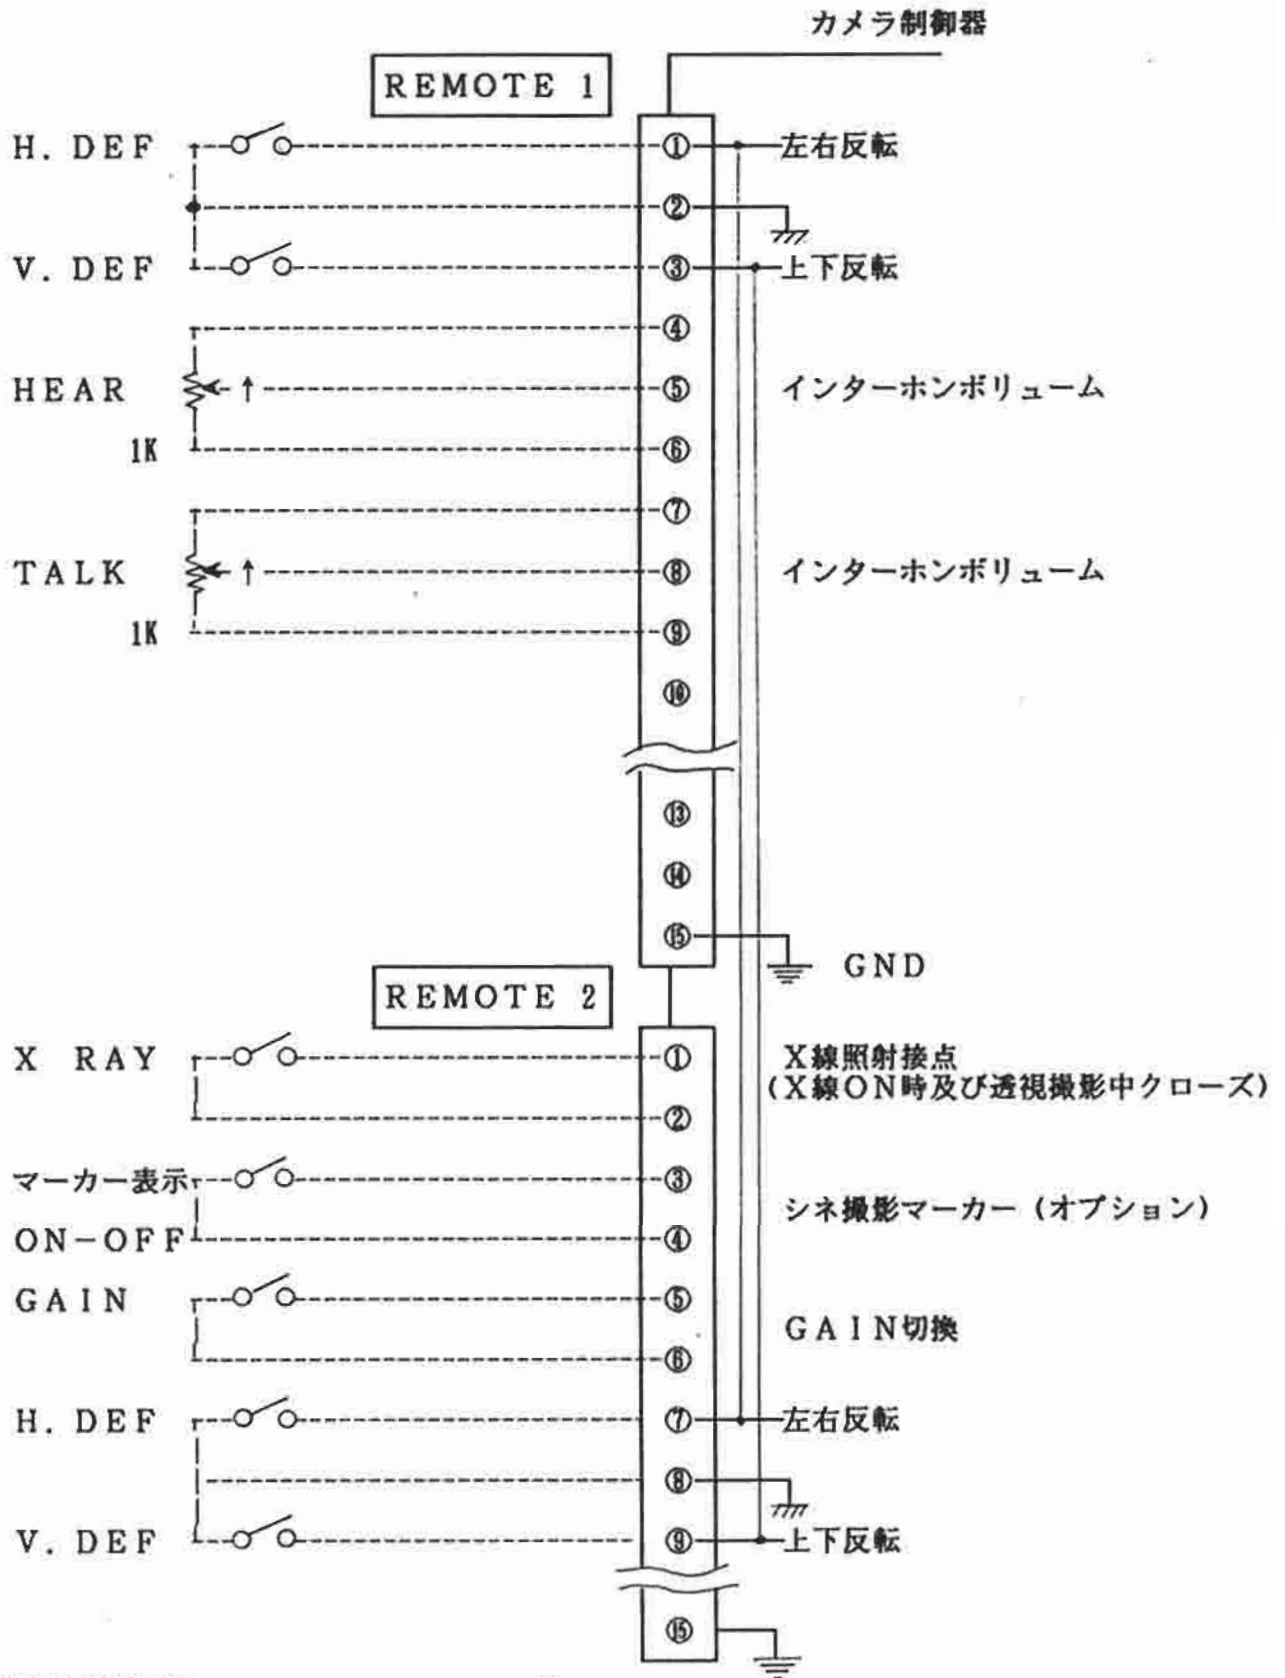 カメラ制御器
REMOTE 1
H. DEF ① 左右反転
②
V. DEF ③ 上下反転
④
HEAR ↑ ⑤ インターホンボリューム
1K ⑥
⑦
TALK ↑ ⑧ インターホンボリューム
1K ⑨
⑩
⑬
⑭
⑮
GND
REMOTE 2
X RAY ① X線照射接点
(X線ON時及び透視撮影中クローズ)
②
マーカー表示 ③
シネ撮影マーカー(オプション)
ON-OFF ④
GAIN ⑤
GAIN切換
⑥
H. DEF ⑦ 左右反転
⑧
V. DEF ⑨ 上下反転
⑮